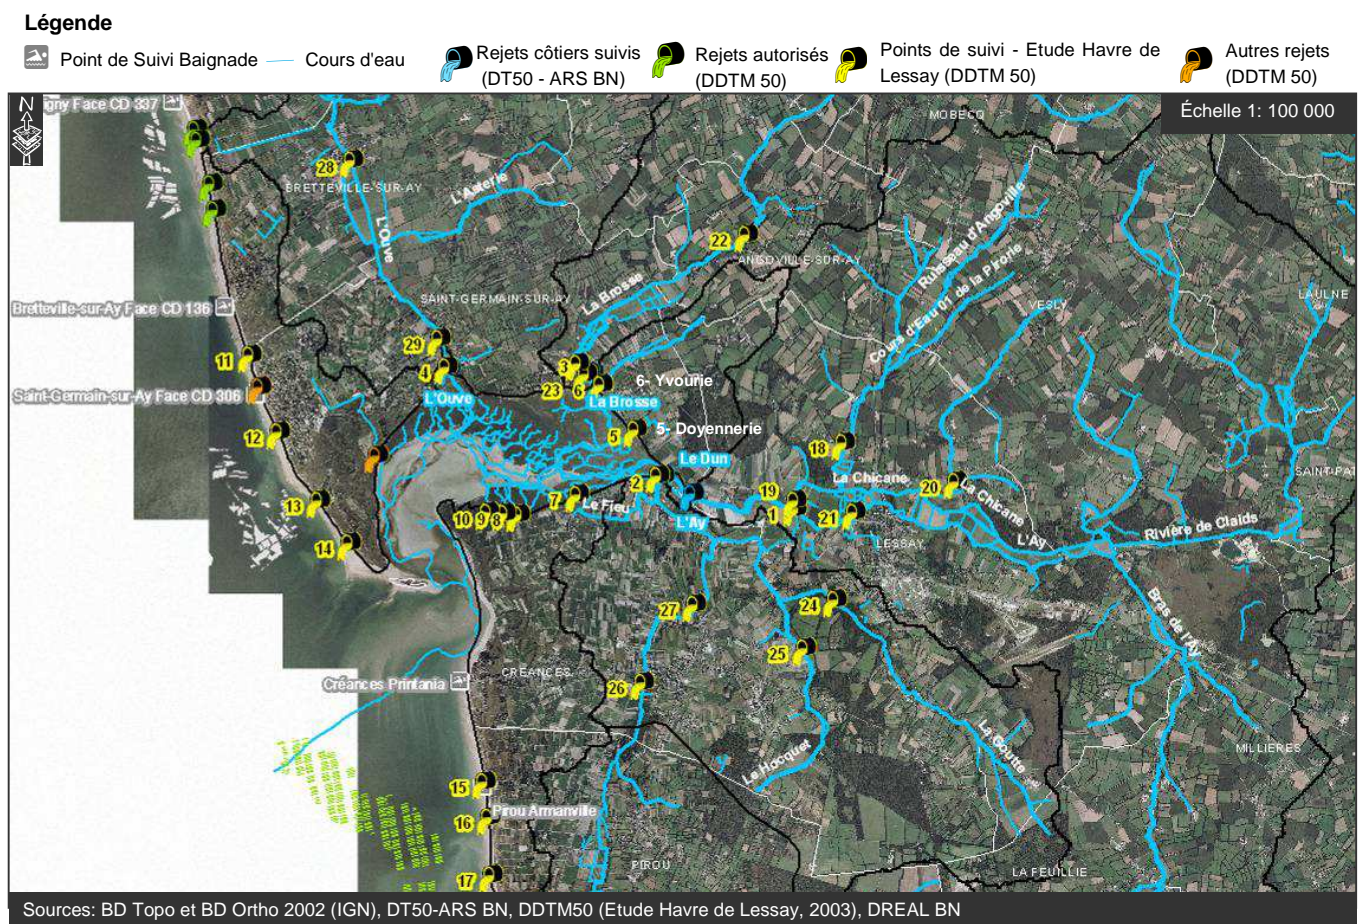 Légende
Point de Suivi Baignade
Cours d'eau
Rejets côtiers suivis
(DT50 - ARS BN)
Rejets autorisés
(DDTM 50)
Points de suivi - Etude Havre de
Lessay (DDTM 50)
Autres rejets
(DDTM 50)
Échelle 1: 100 000
N
igny Face CD 337
MOBECQ
28
BRETTEVILLE-SUR-AY
L'Asterie
L'Ouve
22
ANGOVILLE-SUR-AY
Ruisseau d'Angoville
La Brosse
Cours d'Eau 01 de la Pirorie
SAINT-GERMAIN-SUR-AY
VESLY
LAULNE
Bretteville-sur-Ay Face CD 136
29
11
4
3
23
6
6- Yvourie
Saint-Germain-sur-Ay Face CD 306
L'Ouve
La Brosse
12
5
5- Doyennerie
18
Le Dun
SAINT-PAT
2
La Chicane
20
La Chicane
13
10
9
8
7
Le Fieu
19
1
21
L'Ay
L'Ay
Rivière de Claids
LESSAY
14
27
24
Bras de l'Ay
25
CREANCES
Créances Printania
26
La Goutte
Le Hocquet
MILLIERES
15
Pirou Armanville
16
PIROU
LA FEUILLIE
17
Sources: BD Topo et BD Ortho 2002 (IGN), DT50-ARS BN, DDTM50 (Etude Havre de Lessay, 2003), DREAL BN